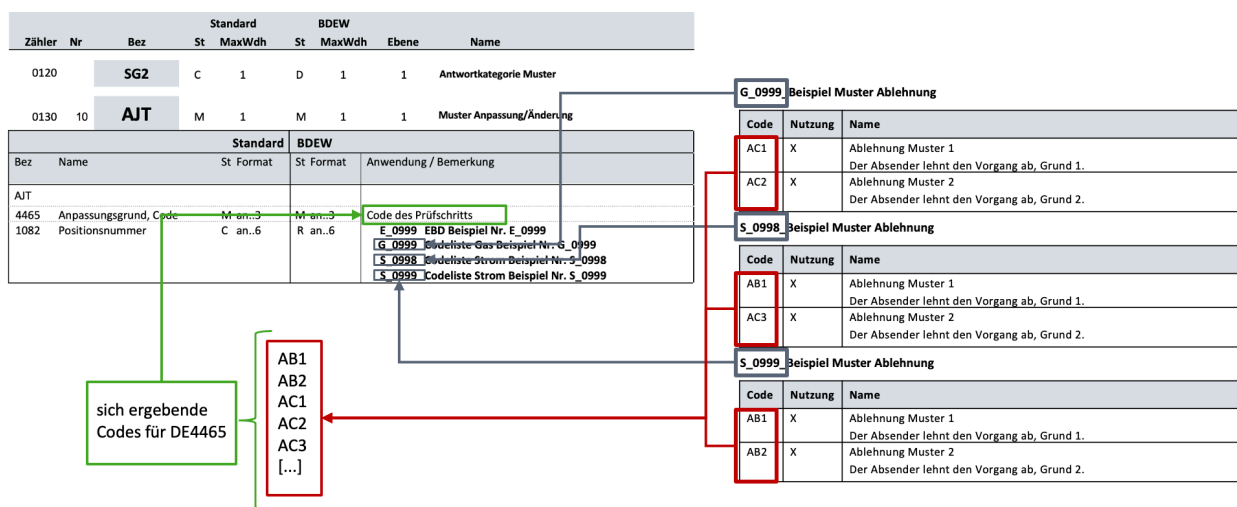 Standard BDEW
Zähler Nr Bez St MaxWdh St MaxWdh Ebene Name
0120 SG2 C 1 D 1 1 Antwortkategorie Muster
0130 10 AJT M 1 M 1 1 Muster Anpassung/Änderung
Standard BDEW
Bez Name St Format St Format Anwendung / Bemerkung
AJT
4465 Anpassungsgrund, Code M an..3 M an..3 Code des Prüfschritts
1082 Positionsnummer C an..6 R an..6 E_0999 EBD Beispiel Nr. E_0999
G_0999 Codeliste Gas Beispiel Nr. G_0999
S_0998 Codeliste Strom Beispiel Nr. S_0998
S_0999 Codeliste Strom Beispiel Nr. S_0999
sich ergebende
Codes für DE4465
AB1
AB2
AC1
AC2
AC3
[...]
G_0999_Beispiel Muster Ablehnung
Code Nutzung Name
AC1 X Ablehnung Muster 1
Der Absender lehnt den Vorgang ab, Grund 1.
AC2 X Ablehnung Muster 2
Der Absender lehnt den Vorgang ab, Grund 2.
S_0998_Beispiel Muster Ablehnung
Code Nutzung Name
AB1 X Ablehnung Muster 1
Der Absender lehnt den Vorgang ab, Grund 1.
AC3 X Ablehnung Muster 2
Der Absender lehnt den Vorgang ab, Grund 2.
S_0999_Beispiel Muster Ablehnung
Code Nutzung Name
AB1 X Ablehnung Muster 1
Der Absender lehnt den Vorgang ab, Grund 1.
AB2 X Ablehnung Muster 2
Der Absender lehnt den Vorgang ab, Grund 2.